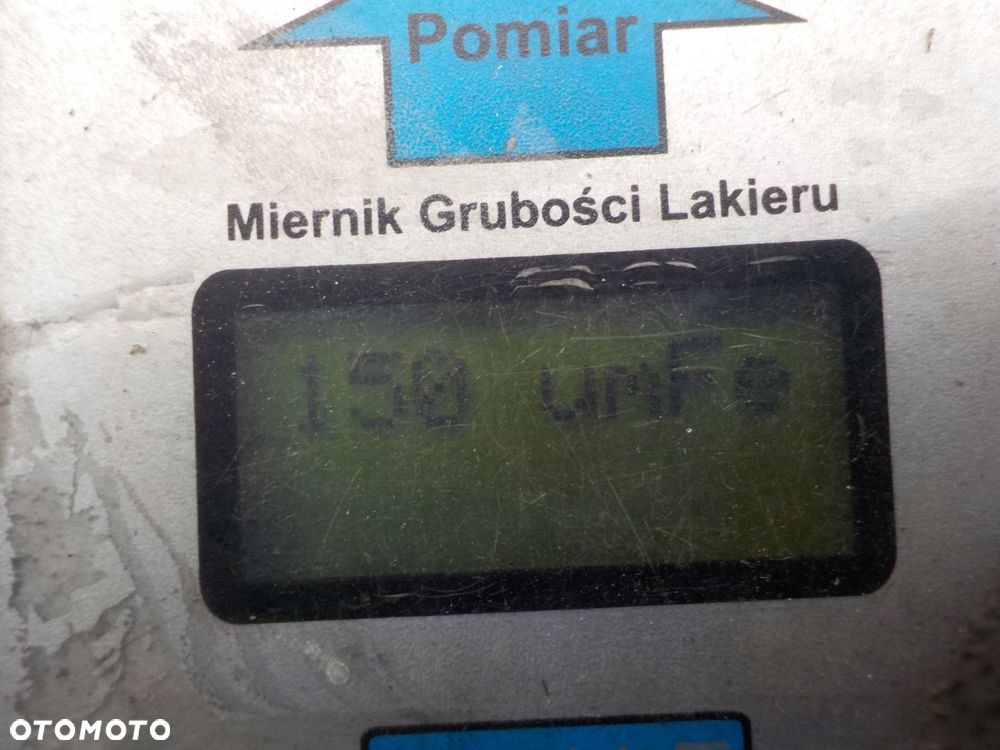 Pomiar
Miernik Grubości Lakieru
150 umFe
OTOMOTO